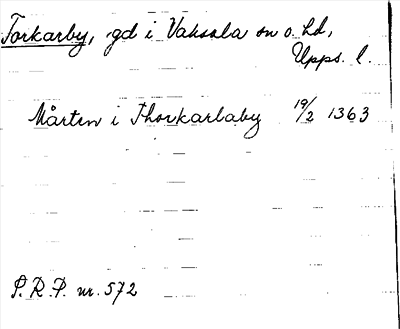 Torkarby, gd i Vaksala sn o. hd,
Upps. l.
Mårten i Thorkarlaby 19/2 1363
S.R.P. nr. 572